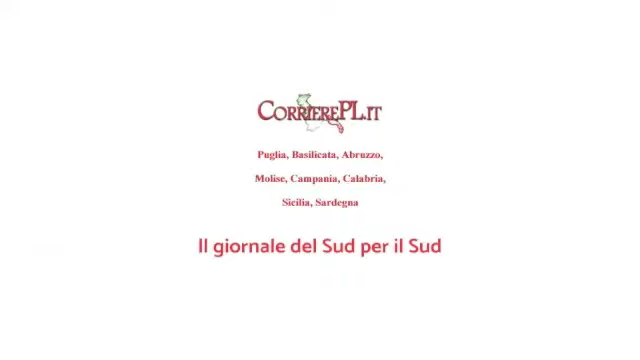 CORRIEREPL.IT
Puglia, Basilicata, Abruzzo,
Molise, Campania, Calabria,
Sicilia, Sardegna
Il giornale del Sud per il Sud